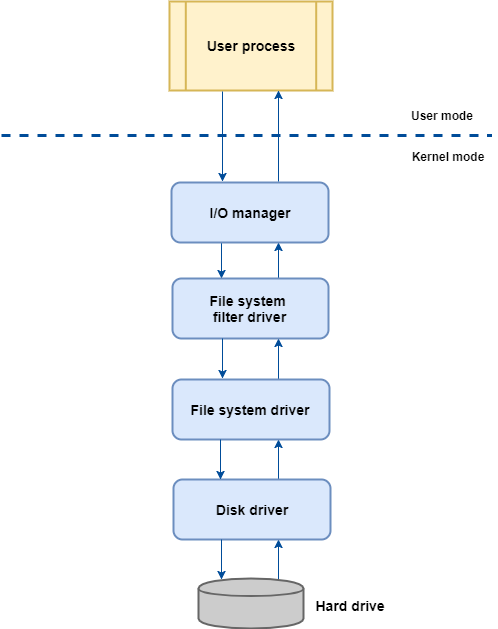 User process
User mode
Kernel mode
I/O manager
File system
filter driver
File system driver
Disk driver
Hard drive